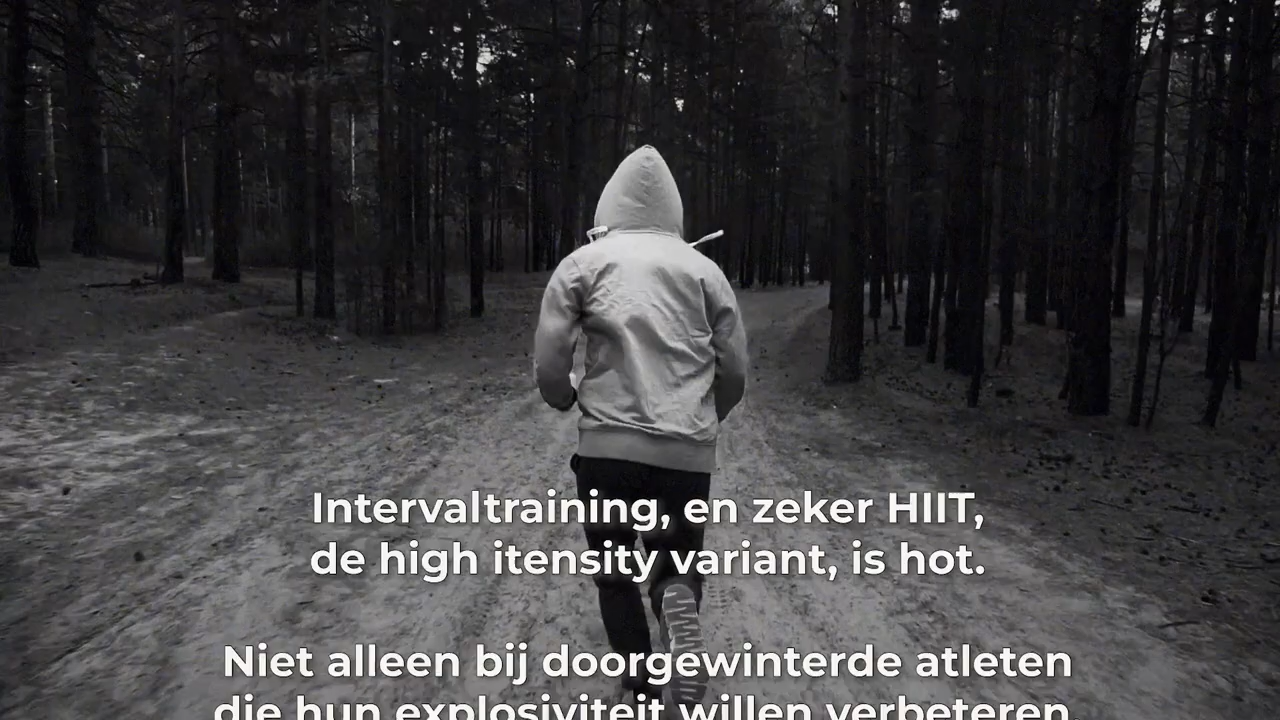 Intervaltraining, en zeker HIIT,
de high itensity variant, is hot.
Niet alleen bij doorgewinterde atleten
die hun explosiviteit willen verbeteren